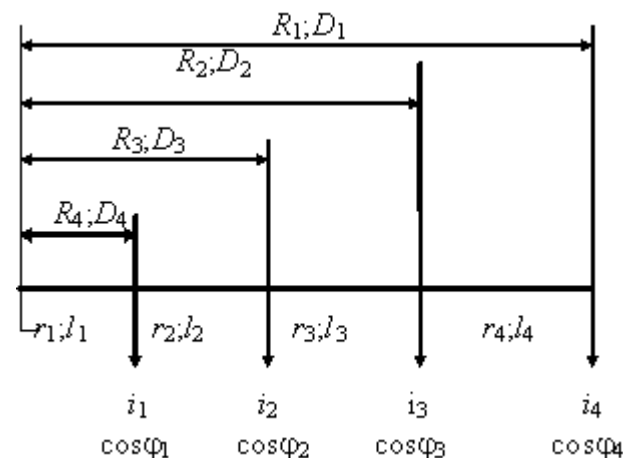 R₁;D₁
R₂;D₂
R₃;D₃
R₄;D₄
r₁;l₁ r₂;l₂ r₃;l₃ r₄;l₄
i₁ i₂ i₃ i₄
cosφ₁ cosφ₂ cosφ₃ cosφ₄